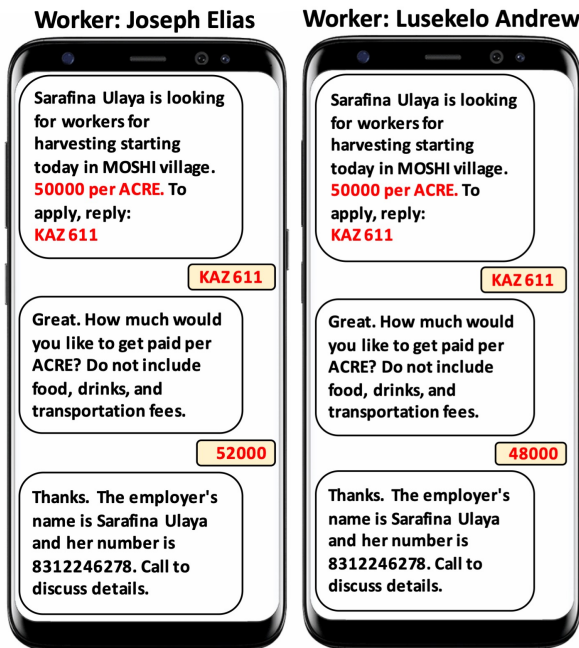 Worker: Joseph Elias
Sarafina Ulaya is looking
for workers for
harvesting starting
today in MOSHI village.
50000 per ACRE. To
apply, reply:
KAZ 611
KAZ 611
Great. How much would
you like to get paid per
ACRE? Do not include
food, drinks, and
transportation fees.
52000
Thanks. The employer's
name is Sarafina Ulaya
and her number is
8312246278. Call to
discuss details.
Worker: Lusekelo Andrew
Sarafina Ulaya is looking
for workers for
harvesting starting
today in MOSHI village.
50000 per ACRE. To
apply, reply:
KAZ 611
KAZ 611
Great. How much would
you like to get paid per
ACRE? Do not include
food, drinks, and
transportation fees.
48000
Thanks. The employer's
name is Sarafina Ulaya
and her number is
8312246278. Call to
discuss details.